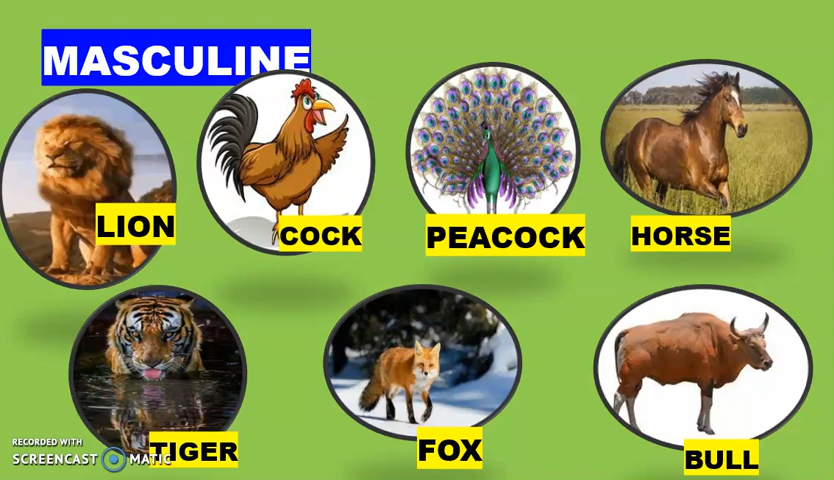 MASCULINE
LION
COCK
PEACOCK
HORSE
TIGER
FOX
BULL
RECORDED WITH
SCREENCAST MATIC